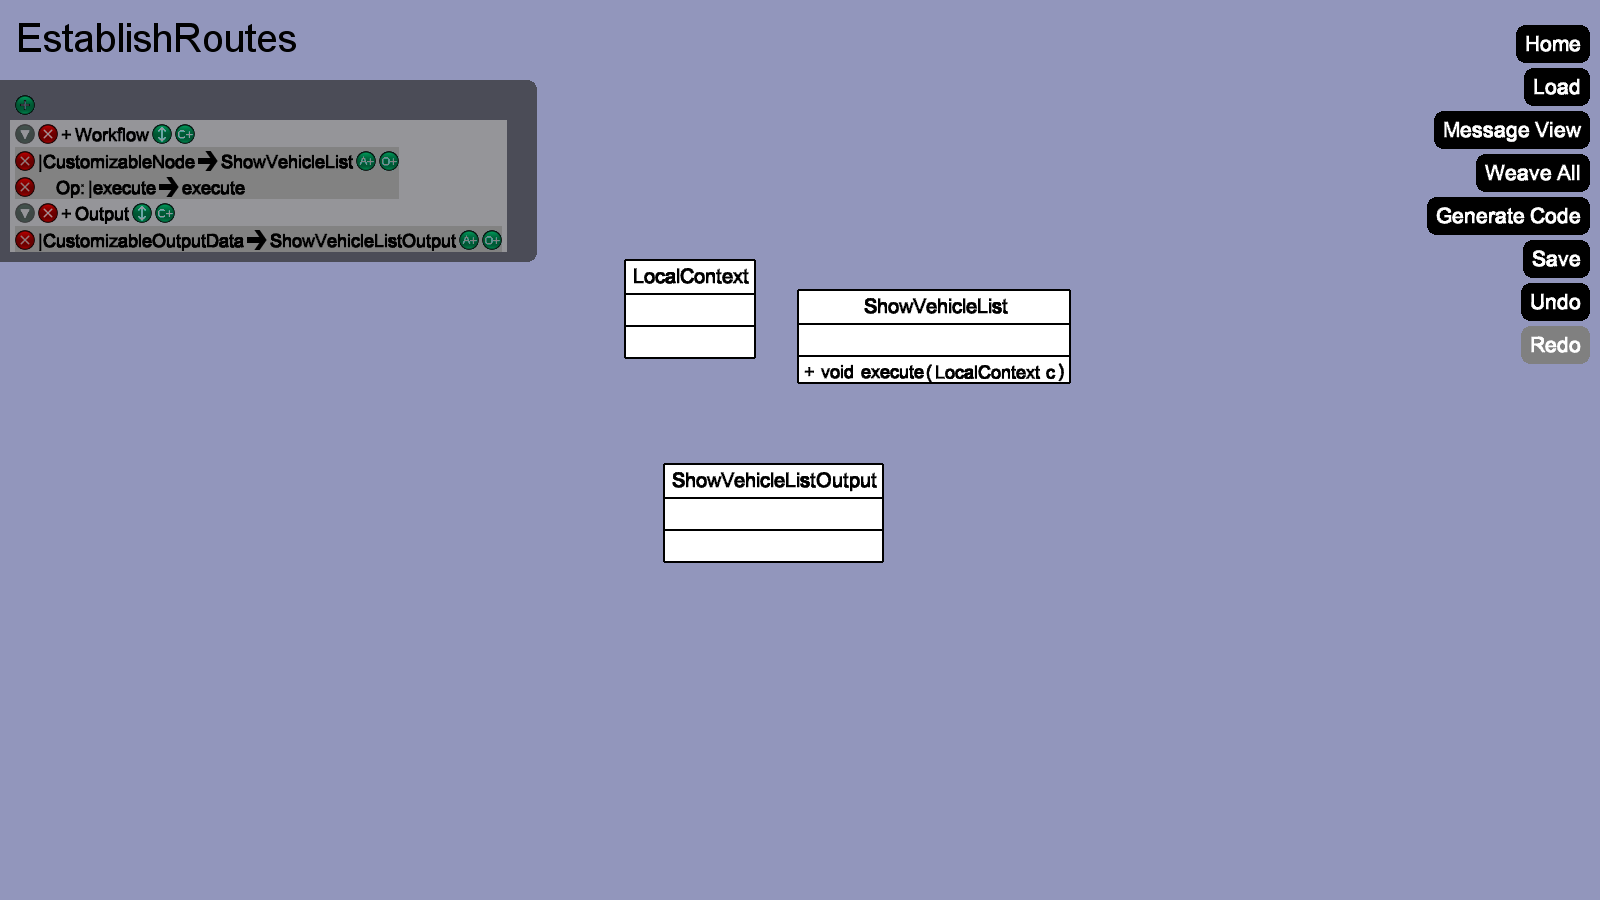 EstablishRoutes
Home
Load
Message View
Weave All
Generate Code
Save
Undo
Redo
+ Workflow C+
|CustomizableNode ShowVehicleList A+ O+
Op: |execute execute
+ Output C+
|CustomizableOutputData ShowVehicleListOutput A+ O+
LocalContext
ShowVehicleList
+ void execute(LocalContext c)
ShowVehicleListOutput